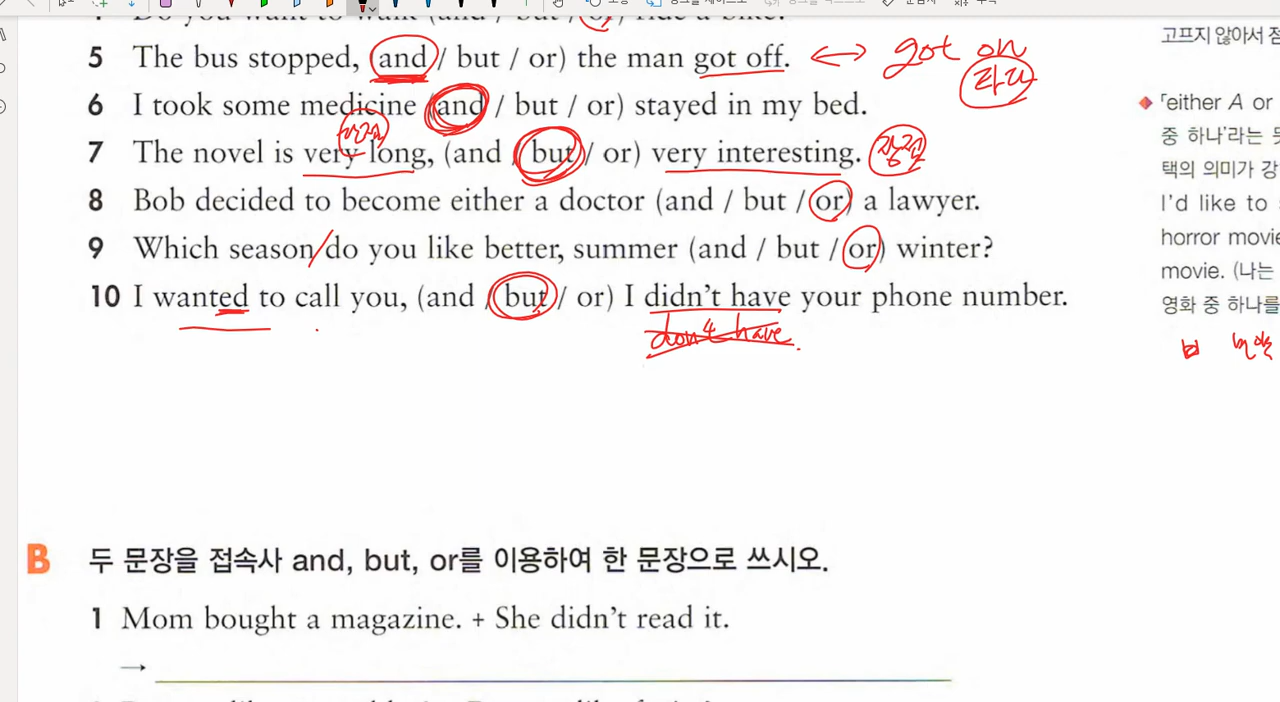 5 The bus stopped, (and / but / or) the man got off. ↔ got on
타다
6 I took some medicine (and / but / or) stayed in my bed.
단점
7 The novel is very long, (and / but / or) very interesting. 장점
8 Bob decided to become either a doctor (and / but / or) a lawyer.
9 Which season/do you like better, summer (and / but / or) winter?
10 I wanted to call you, (and / but / or) I didn't have your phone number.
don't have
B 두 문장을 접속사 and, but, or를 이용하여 한 문장으로 쓰시오.
1 Mom bought a magazine. + She didn't read it.
→
고프지 않아서 점
「either A or
중 하나'라는 뜻
택의 의미가 강
I'd like to
horror movie
movie. (나는
영화 중 하나를